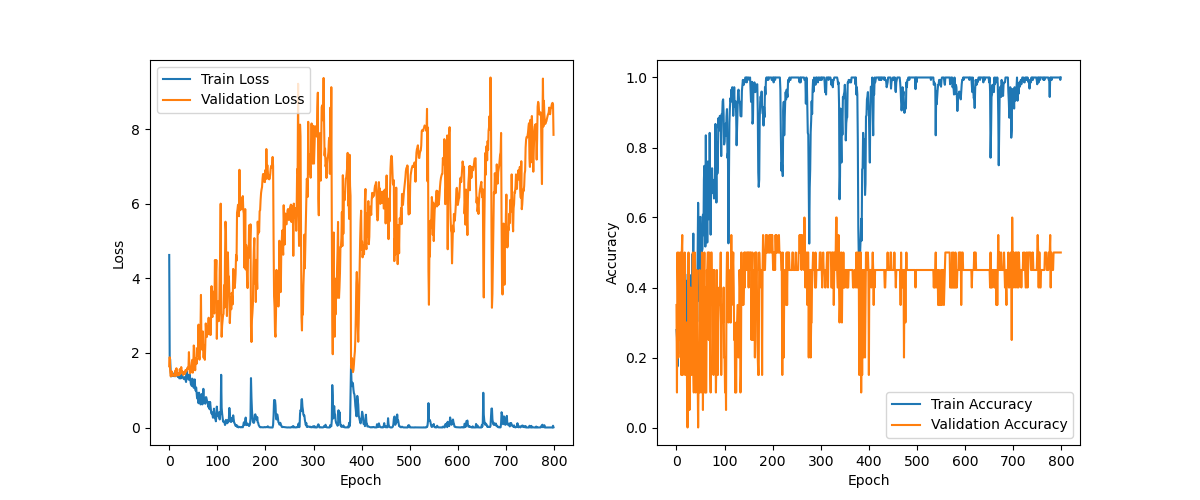 Train Loss
Validation Loss
Loss
8
6
4
2
0
0 100 200 300 400 500 600 700 800
Epoch
Accuracy
1.0
0.8
0.6
0.4
0.2
0.0
Train Accuracy
Validation Accuracy
0 100 200 300 400 500 600 700 800
Epoch